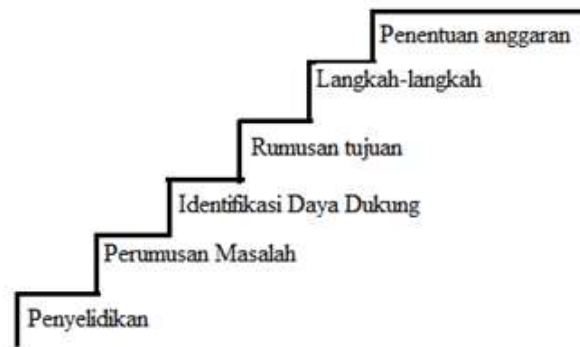 Penentuan anggaran
Langkah-langkah
Rumusan tujuan
Identifikasi Daya Dukung
Perumusan Masalah
Penyelidikan